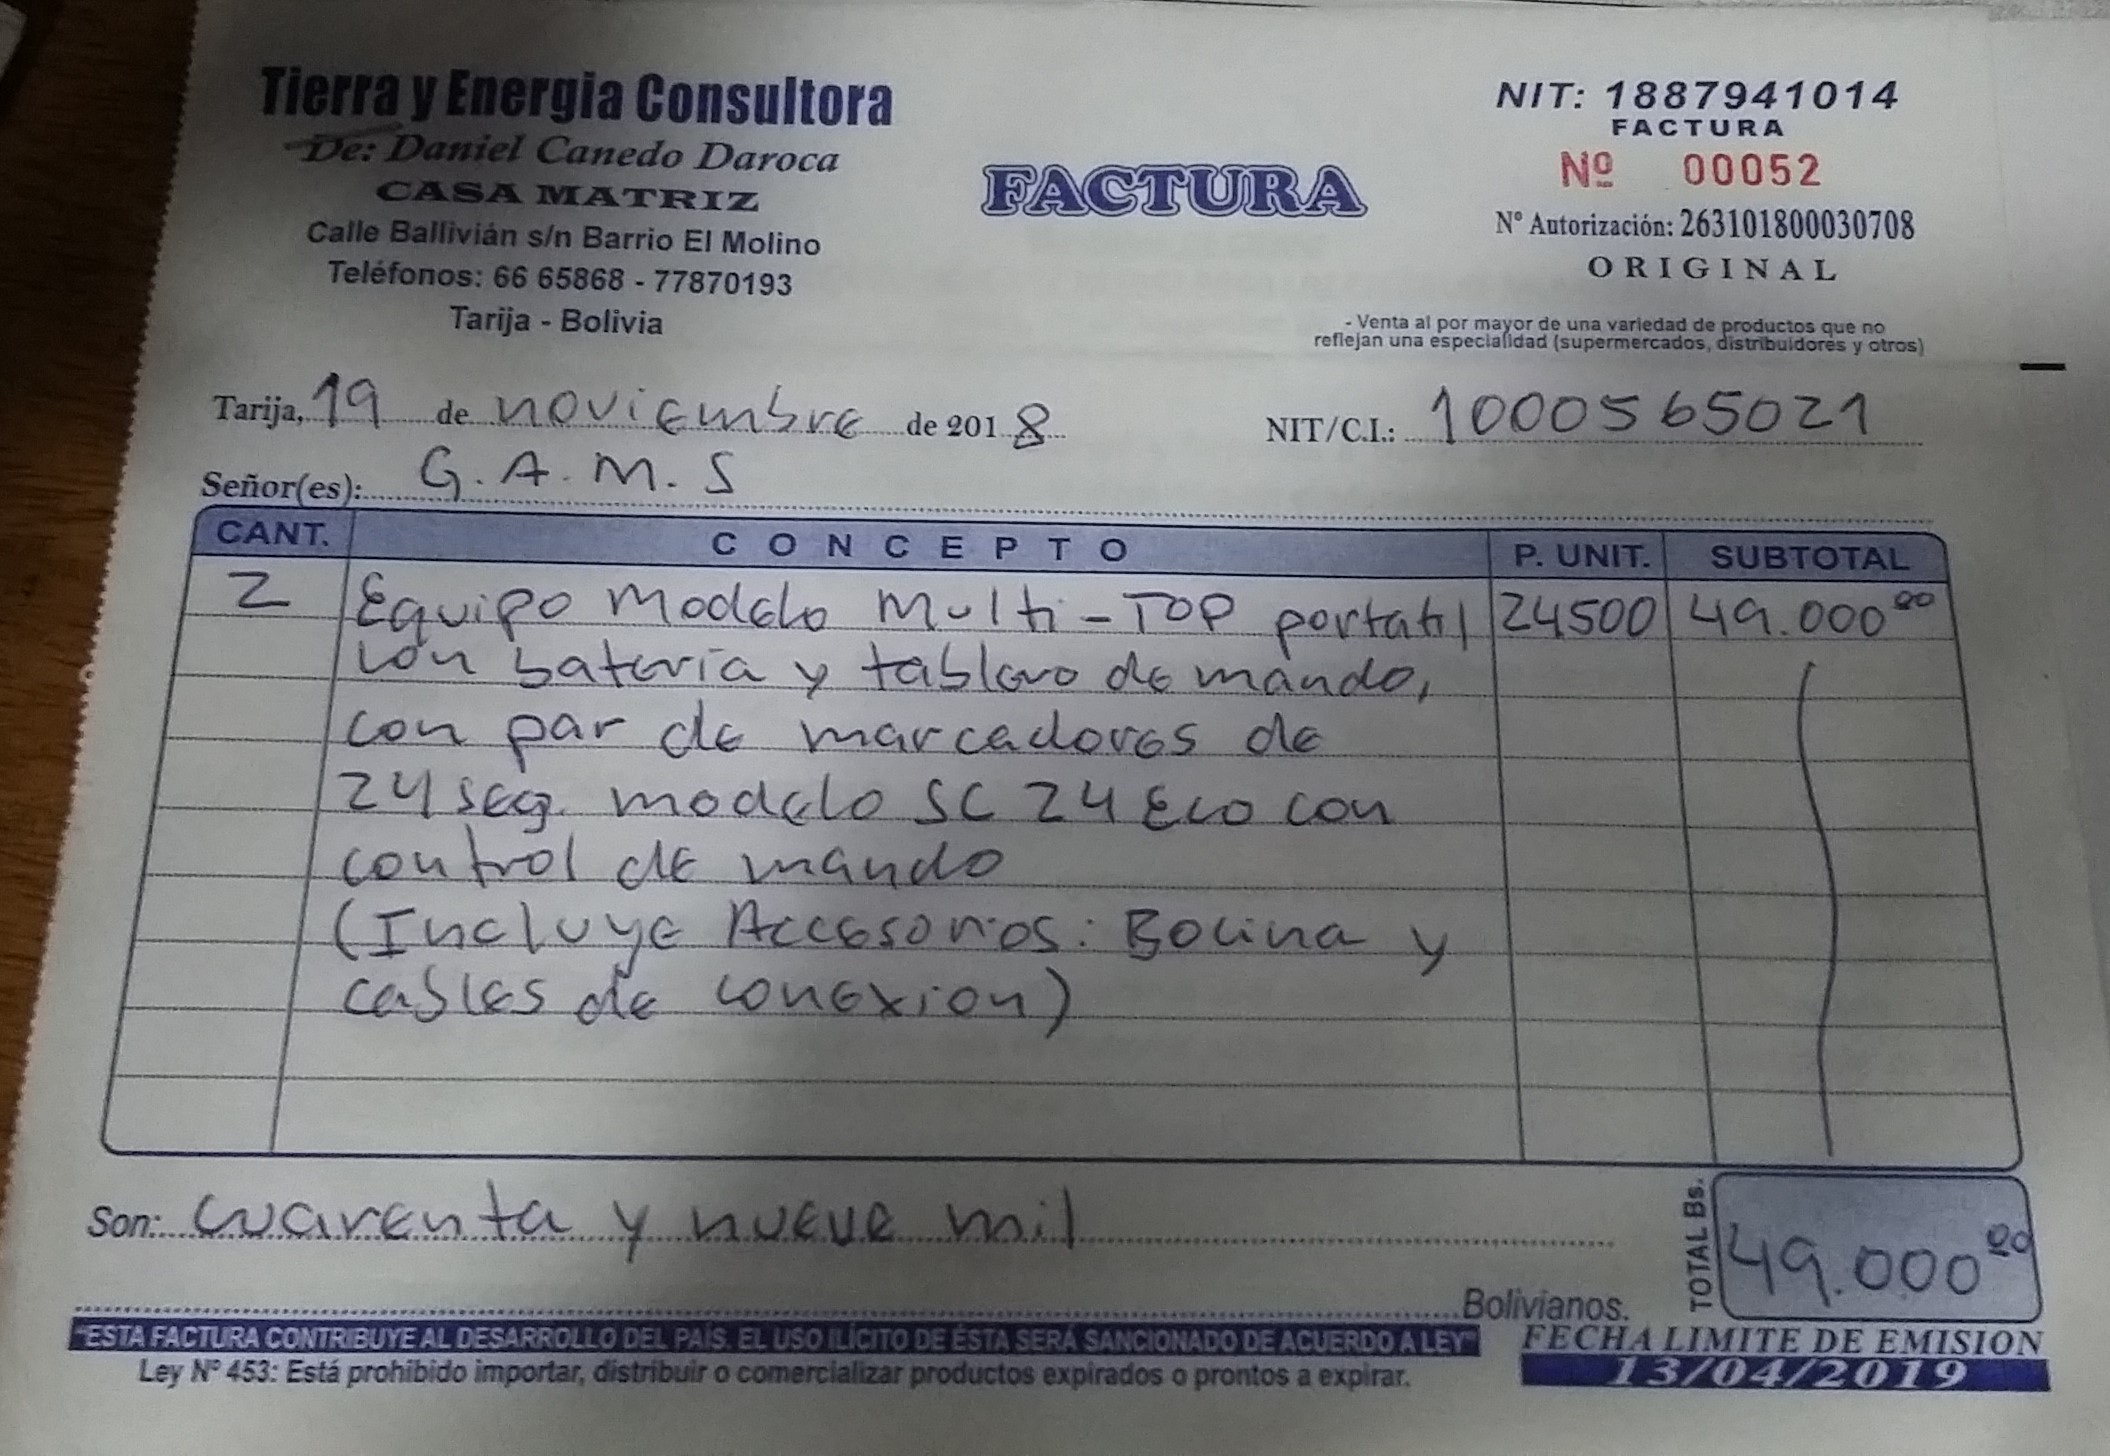 Tierra y Energia Consultora
De: Daniel Canedo Daroca
CASA MATRIZ
Calle Ballivián s/n Barrio El Molino
Teléfonos: 66 65868 - 77870193
Tarija - Bolivia
FACTURA
NIT: 1887941014
FACTURA
Nº 00052
Nº Autorización: 263101800030708
ORIGINAL
- Venta al por mayor de una variedad de productos que no
reflejan una especialidad (supermercados, distribuidores y otros)
Tarija, 19 de noviembre de 2018 NIT/C.I.: 1000565021
Señor(es): G.A.M.S
CANT. CONCEPTO P. UNIT. SUBTOTAL
2 Equipo Modelo Multi-TOP portatil 24500 49.000 00
con batería y tablero de mando,
con par de marcadores de
24 seg. modelo SC 24 Eco con
control de mando
(Incluye Accesorios: Bocina y
cables de conexion)
Son: cuarenta y nueve mil
Bolivianos.
TOTAL Bs. 49.000 00
"ESTA FACTURA CONTRIBUYE AL DESARROLLO DEL PAÍS. EL USO ILÍCITO DE ÉSTA SERÁ SANCIONADO DE ACUERDO A LEY"
Ley Nº 453: Está prohibido importar, distribuir o comercializar productos expirados o prontos a expirar.
FECHA LIMITE DE EMISION
13/04/2019